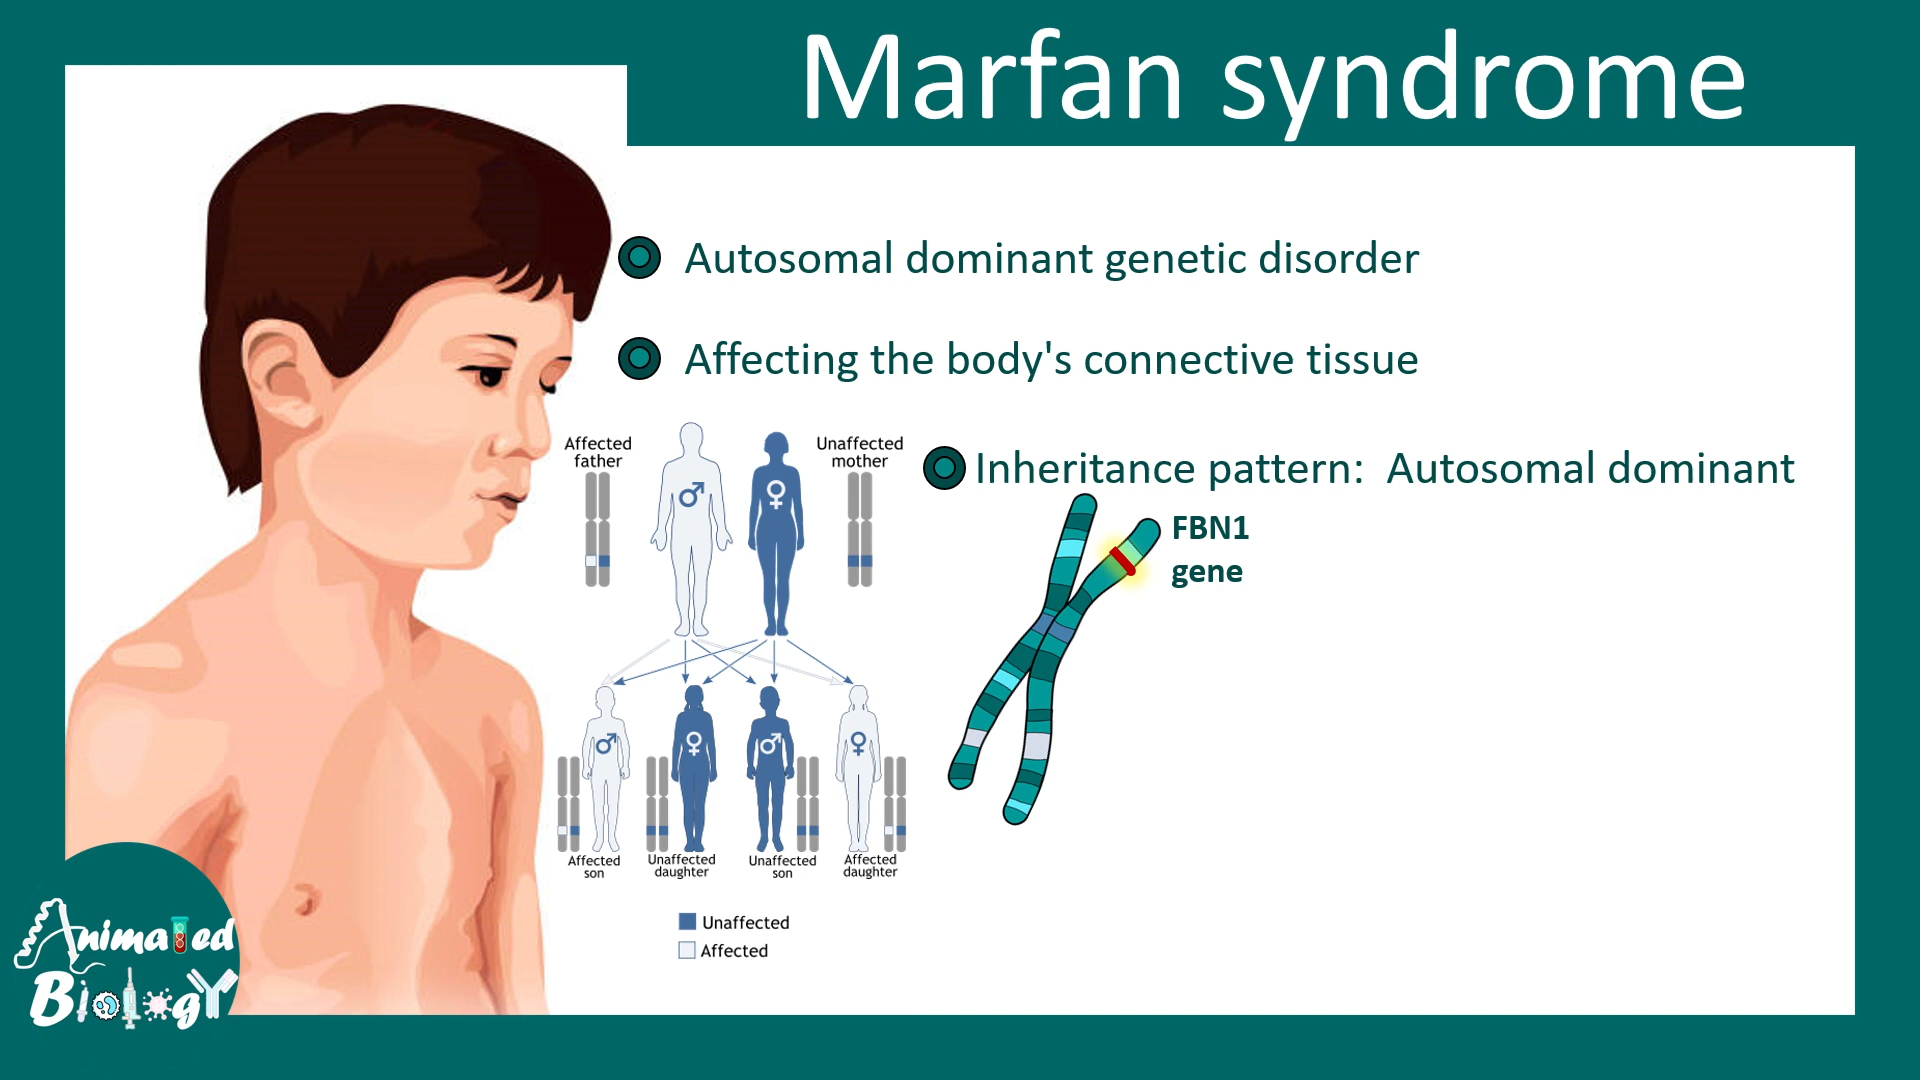 Marfan syndrome
Autosomal dominant genetic disorder
Affecting the body's connective tissue
Affected
father
Unaffected
mother
Inheritance pattern: Autosomal dominant
FBN1
gene
Affected
son
Unaffected
daughter
Unaffected
son
Affected
daughter
Unaffected
Affected
Animated
Biology